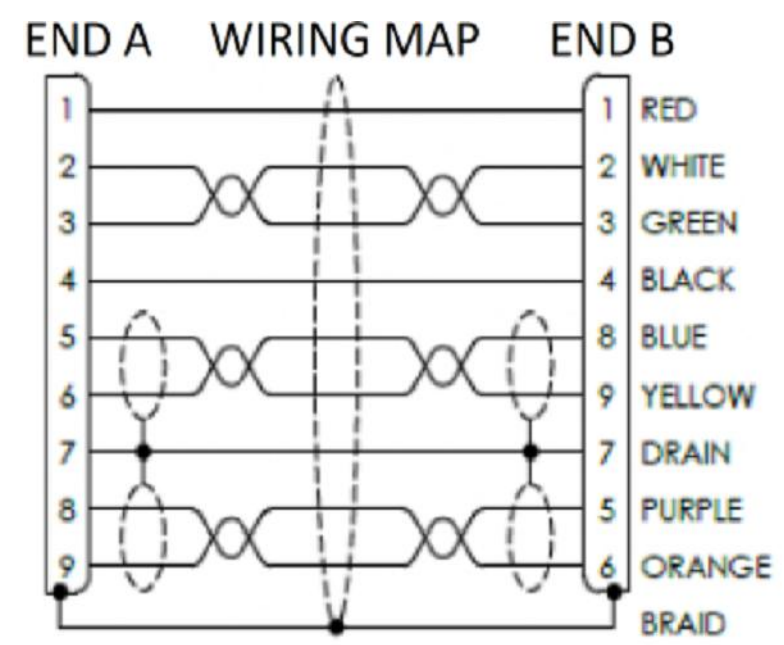 END A WIRING MAP END B
1 1 RED
2 2 WHITE
3 3 GREEN
4 4 BLACK
5 8 BLUE
6 9 YELLOW
7 7 DRAIN
8 5 PURPLE
9 6 ORANGE
BRAID